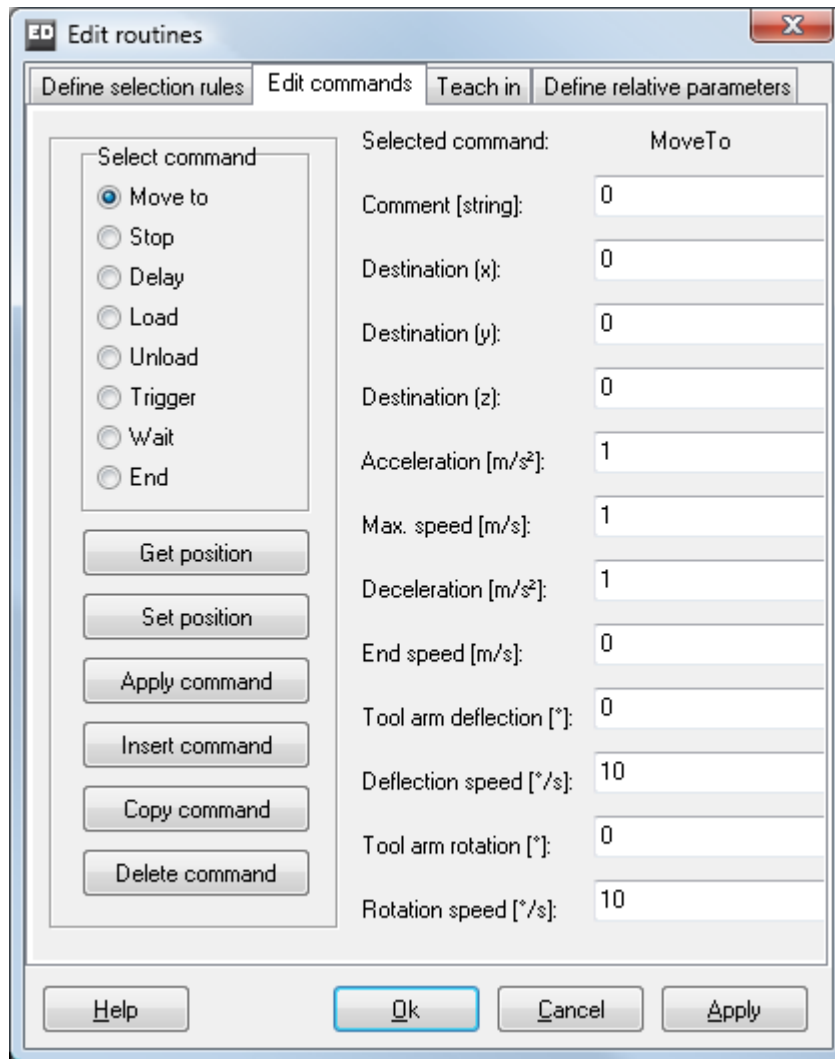 ED Edit routines
Define selection rules Edit commands Teach in Define relative parameters
Select command
Move to
Stop
Delay
Load
Unload
Trigger
Wait
End
Get position
Set position
Apply command
Insert command
Copy command
Delete command
Selected command: MoveTo
Comment [string]: 0
Destination (x): 0
Destination (y): 0
Destination (z): 0
Acceleration [m/s²]: 1
Max. speed [m/s]: 1
Deceleration [m/s²]: 1
End speed [m/s]: 0
Tool arm deflection [°]: 0
Deflection speed [°/s]: 10
Tool arm rotation [°]: 0
Rotation speed [°/s]: 10
Help Ok Cancel Apply